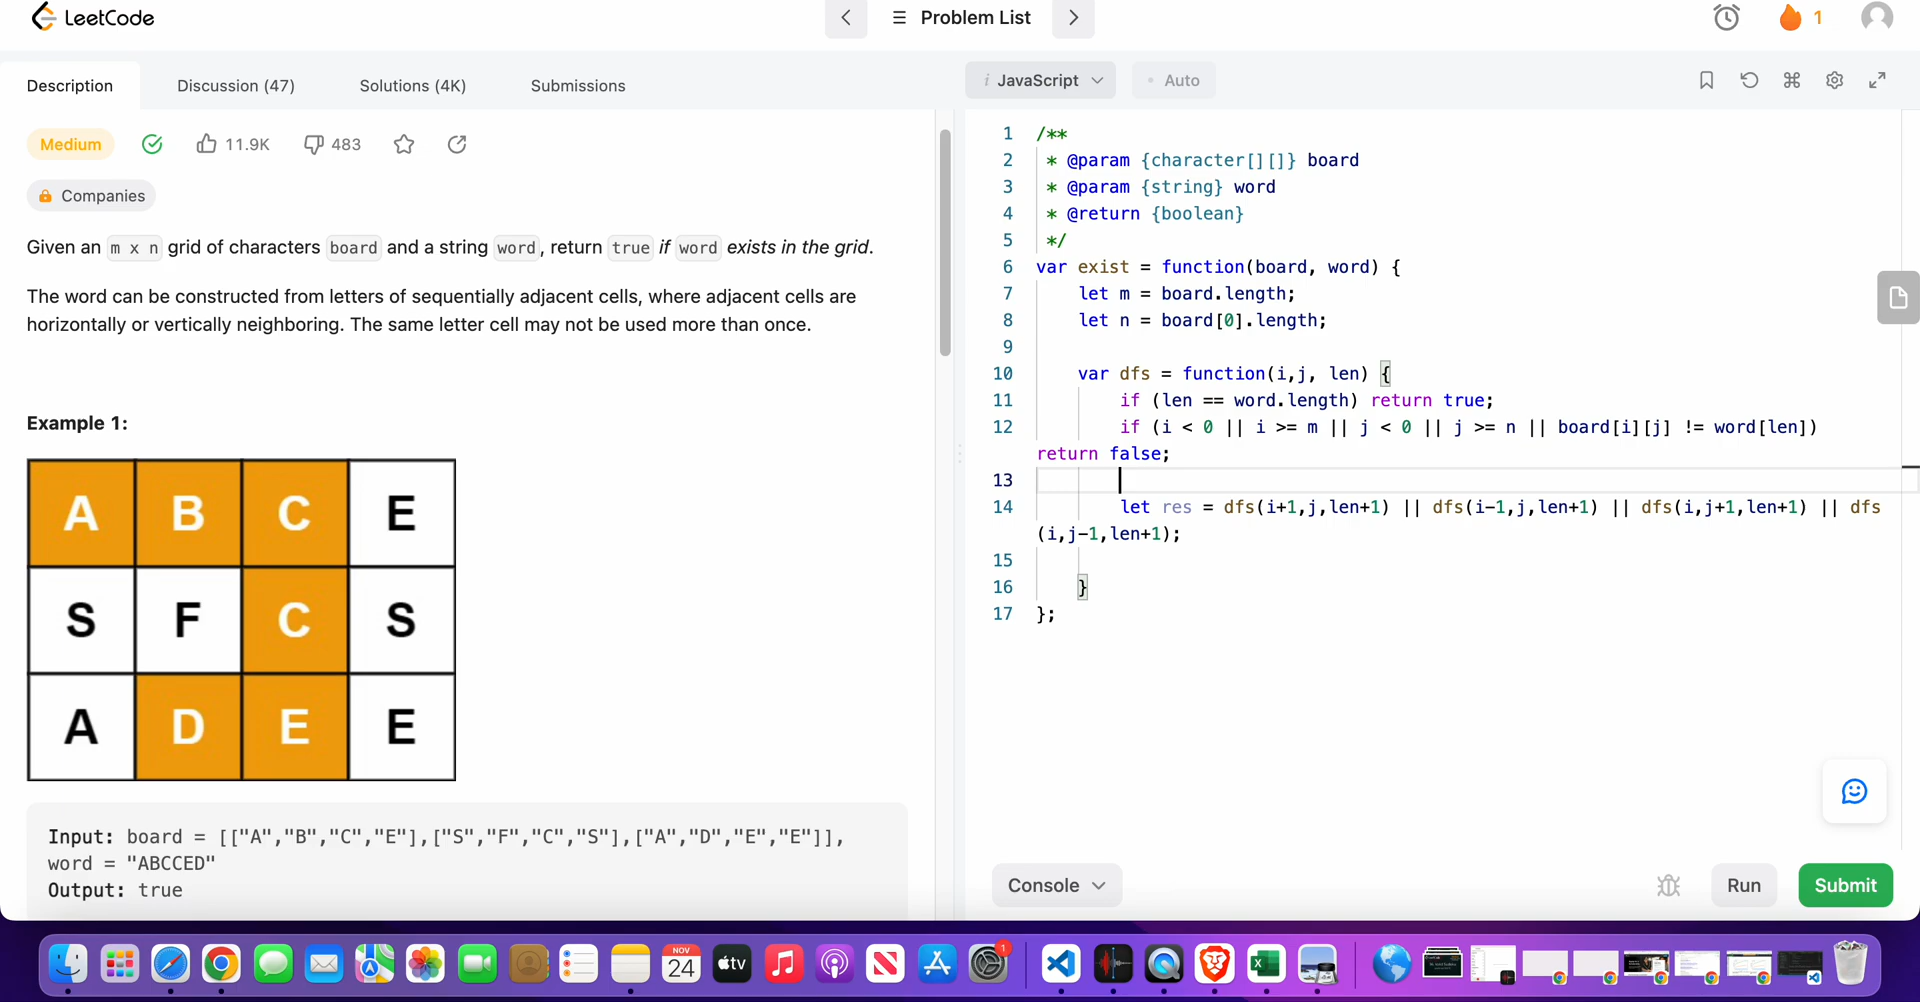 LeetCode
Problem List
1
Description
Discussion (47)
Solutions (4K)
Submissions
i JavaScript
• Auto
Medium
11.9K
483
Companies
Given an m x n grid of characters board and a string word, return true if word exists in the grid.
The word can be constructed from letters of sequentially adjacent cells, where adjacent cells are
horizontally or vertically neighboring. The same letter cell may not be used more than once.
Example 1:
A B C E
S F C S
A D E E
Input: board = [["A","B","C","E"],["S","F","C","S"],["A","D","E","E"]],
word = "ABCCED"
Output: true
1 /**
2 * @param {character[][]} board
3 * @param {string} word
4 * @return {boolean}
5 */
6 var exist = function(board, word) {
7 let m = board.length;
8 let n = board[0].length;
9
10 var dfs = function(i,j, len) {
11 if (len == word.length) return true;
12 if (i < 0 || i >= m || j < 0 || j >= n || board[i][j] != word[len])
return false;
13
14 let res = dfs(i+1,j,len+1) || dfs(i-1,j,len+1) || dfs(i,j+1,len+1) || dfs
(i,j-1,len+1);
15
16 }
17 };
Console
Run
Submit
NOV
24
tv
1